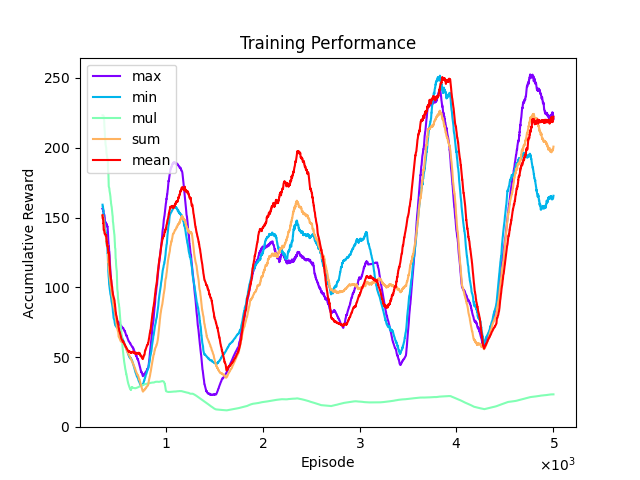 Training Performance
max
min
mul
sum
mean
Accumulative Reward
250
200
150
100
50
0
1 2 3 4 5
Episode
×10³